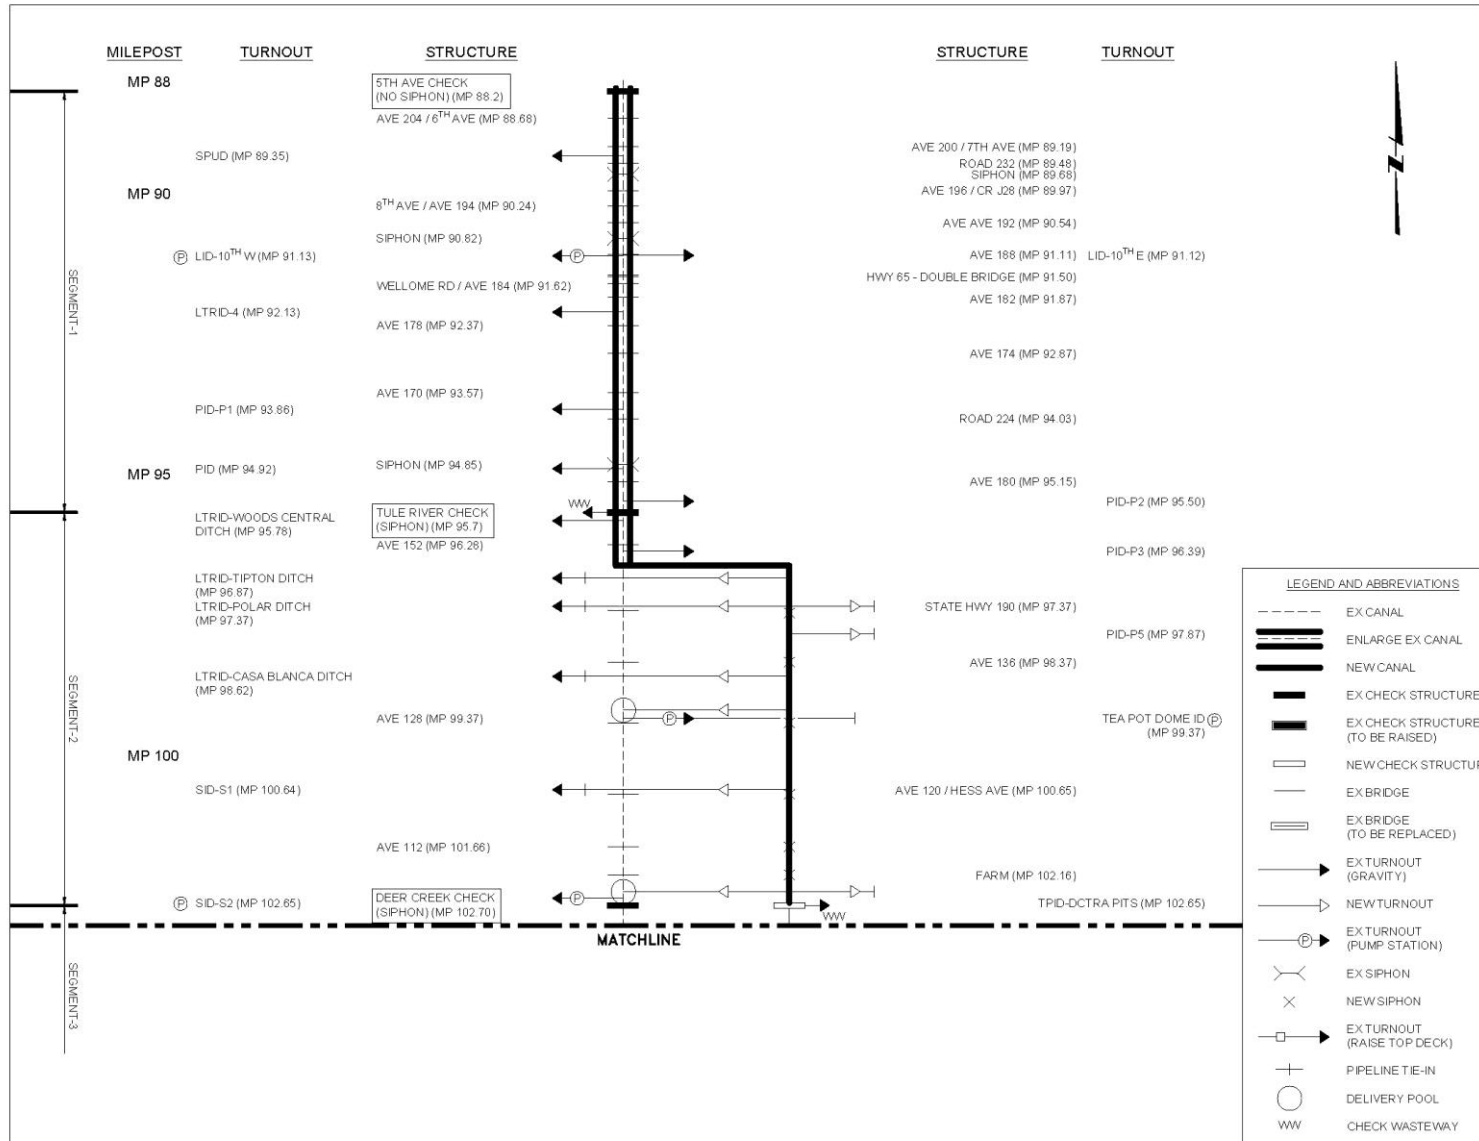 MILEPOST TURNOUT STRUCTURE STRUCTURE TURNOUT
MP 88
5TH AVE CHECK
(NO SIPHON) (MP 88.2)
AVE 204 / 6TH AVE (MP 88.68)
AVE 200 / 7TH AVE (MP 89.19)
SPUD (MP 89.35)
ROAD 232 (MP 89.48)
SIPHON (MP 89.68)
MP 90
AVE 196 / CR J28 (MP 89.97)
8TH AVE / AVE 194 (MP 90.24)
AVE AVE 192 (MP 90.54)
SIPHON (MP 90.82)
P LID-10TH W (MP 91.13)
P
AVE 188 (MP 91.11) LID-10TH E (MP 91.12)
HWY 65 - DOUBLE BRIDGE (MP 91.50)
WELLOME RD / AVE 184 (MP 91.62)
AVE 182 (MP 91.87)
LTRID-4 (MP 92.13)
AVE 178 (MP 92.37)
AVE 174 (MP 92.87)
AVE 170 (MP 93.57)
PID-P1 (MP 93.86)
ROAD 224 (MP 94.03)
MP 95
PID (MP 94.92)
SIPHON (MP 94.85)
AVE 180 (MP 95.15)
PID-P2 (MP 95.50)
SEGMENT-1
WW
TULE RIVER CHECK
(SIPHON) (MP 95.7)
LTRID-WOODS CENTRAL
DITCH (MP 95.78)
AVE 152 (MP 96.28)
PID-P3 (MP 96.39)
LTRID-TIPTON DITCH
(MP 96.87)
LTRID-POLAR DITCH
(MP 97.37)
STATE HWY 190 (MP 97.37)
PID-P5 (MP 97.87)
AVE 136 (MP 98.37)
LTRID-CASA BLANCA DITCH
(MP 98.62)
AVE 128 (MP 99.37)
P
TEA POT DOME ID P
(MP 99.37)
MP 100
SID-S1 (MP 100.64)
AVE 120 / HESS AVE (MP 100.65)
AVE 112 (MP 101.66)
FARM (MP 102.16)
SEGMENT-2
P SID-S2 (MP 102.65)
DEER CREEK CHECK
(SIPHON) (MP 102.70)
P
TPID-DCTRA PITS (MP 102.65)
WW
MATCHLINE
SEGMENT-3
N
LEGEND AND ABBREVIATIONS
EX CANAL
ENLARGE EX CANAL
NEW CANAL
EX CHECK STRUCTURE
EX CHECK STRUCTURE
(TO BE RAISED)
NEW CHECK STRUCTUR
EX BRIDGE
EX BRIDGE
(TO BE REPLACED)
EX TURNOUT
(GRAVITY)
NEW TURNOUT
P EX TURNOUT
(PUMP STATION)
EX SIPHON
NEW SIPHON
EX TURNOUT
(RAISE TOP DECK)
PIPELINE TIE-IN
DELIVERY POOL
WW CHECK WASTEWAY